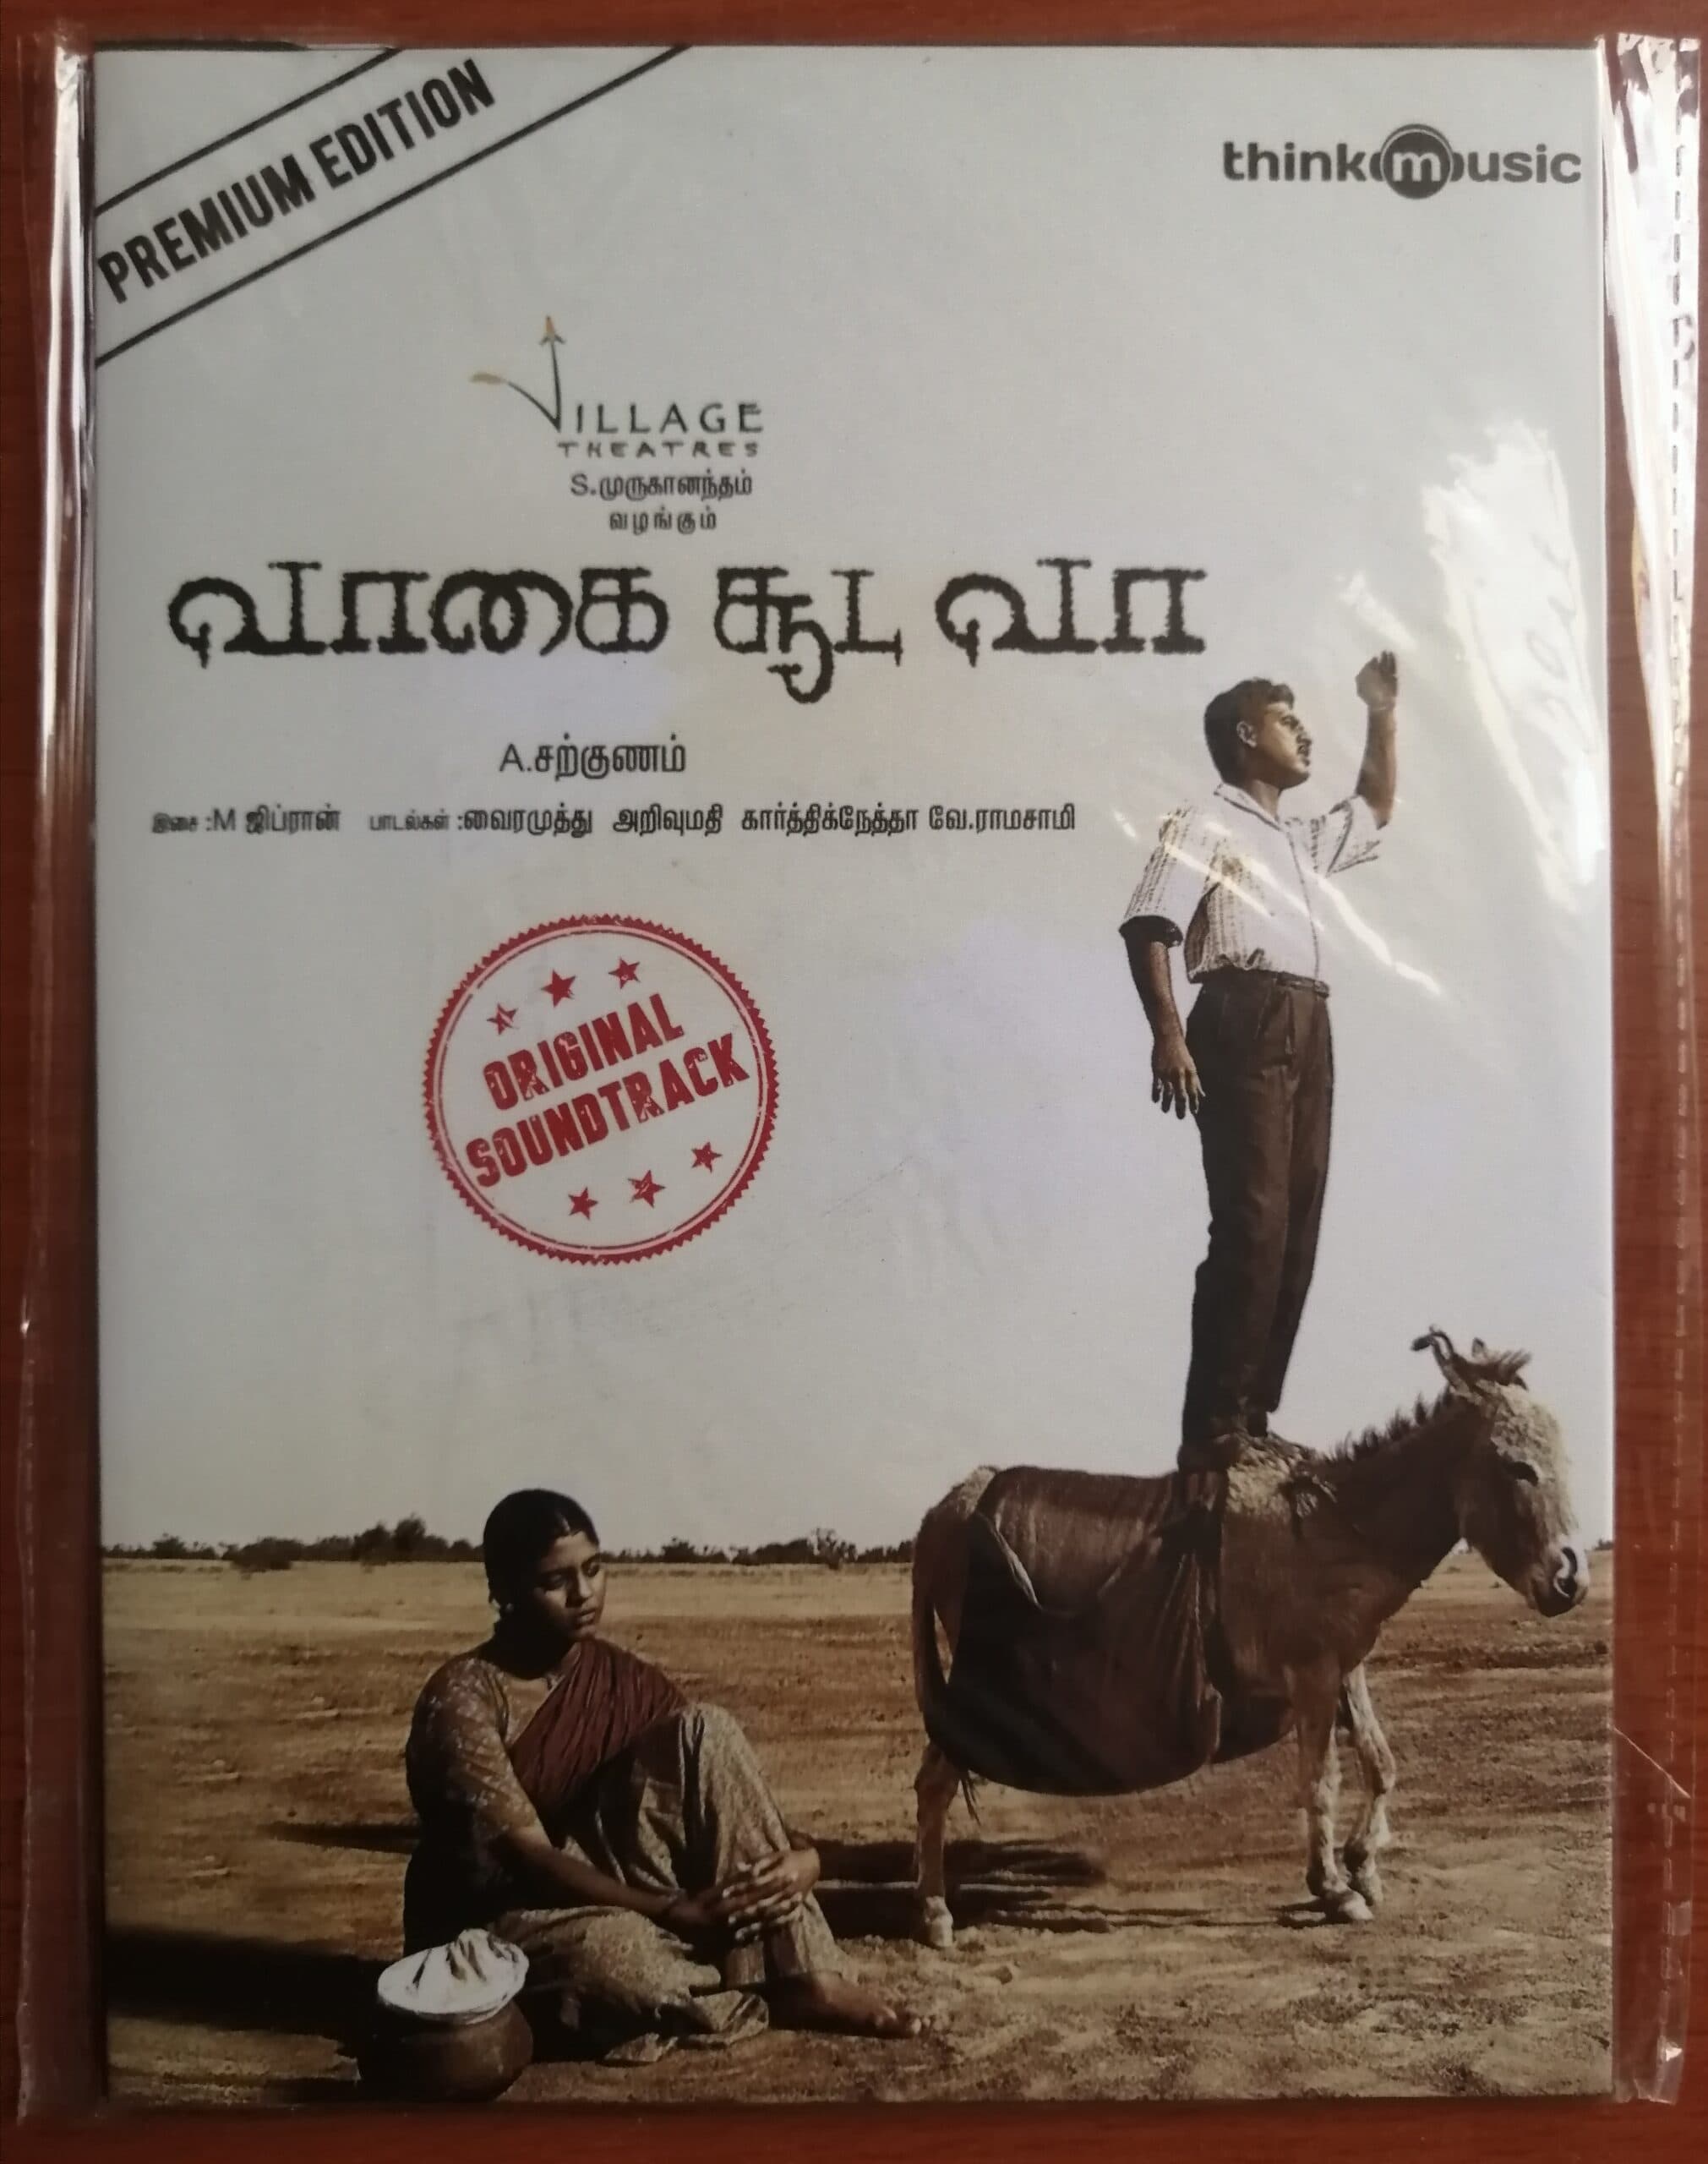 PREMIUM EDITION
thinkmusic
VILLAGE
THEATRES
S.முருகானந்தம்
வழங்கும்
வாகை சூட வா
A.சற்குணம்
இசை :M ஜிப்ரான் பாடல்கள் :வைரமுத்து அறிவுமதி கார்த்திக்நேத்தா வே.ராமசாமி
ORIGINAL
SOUNDTRACK